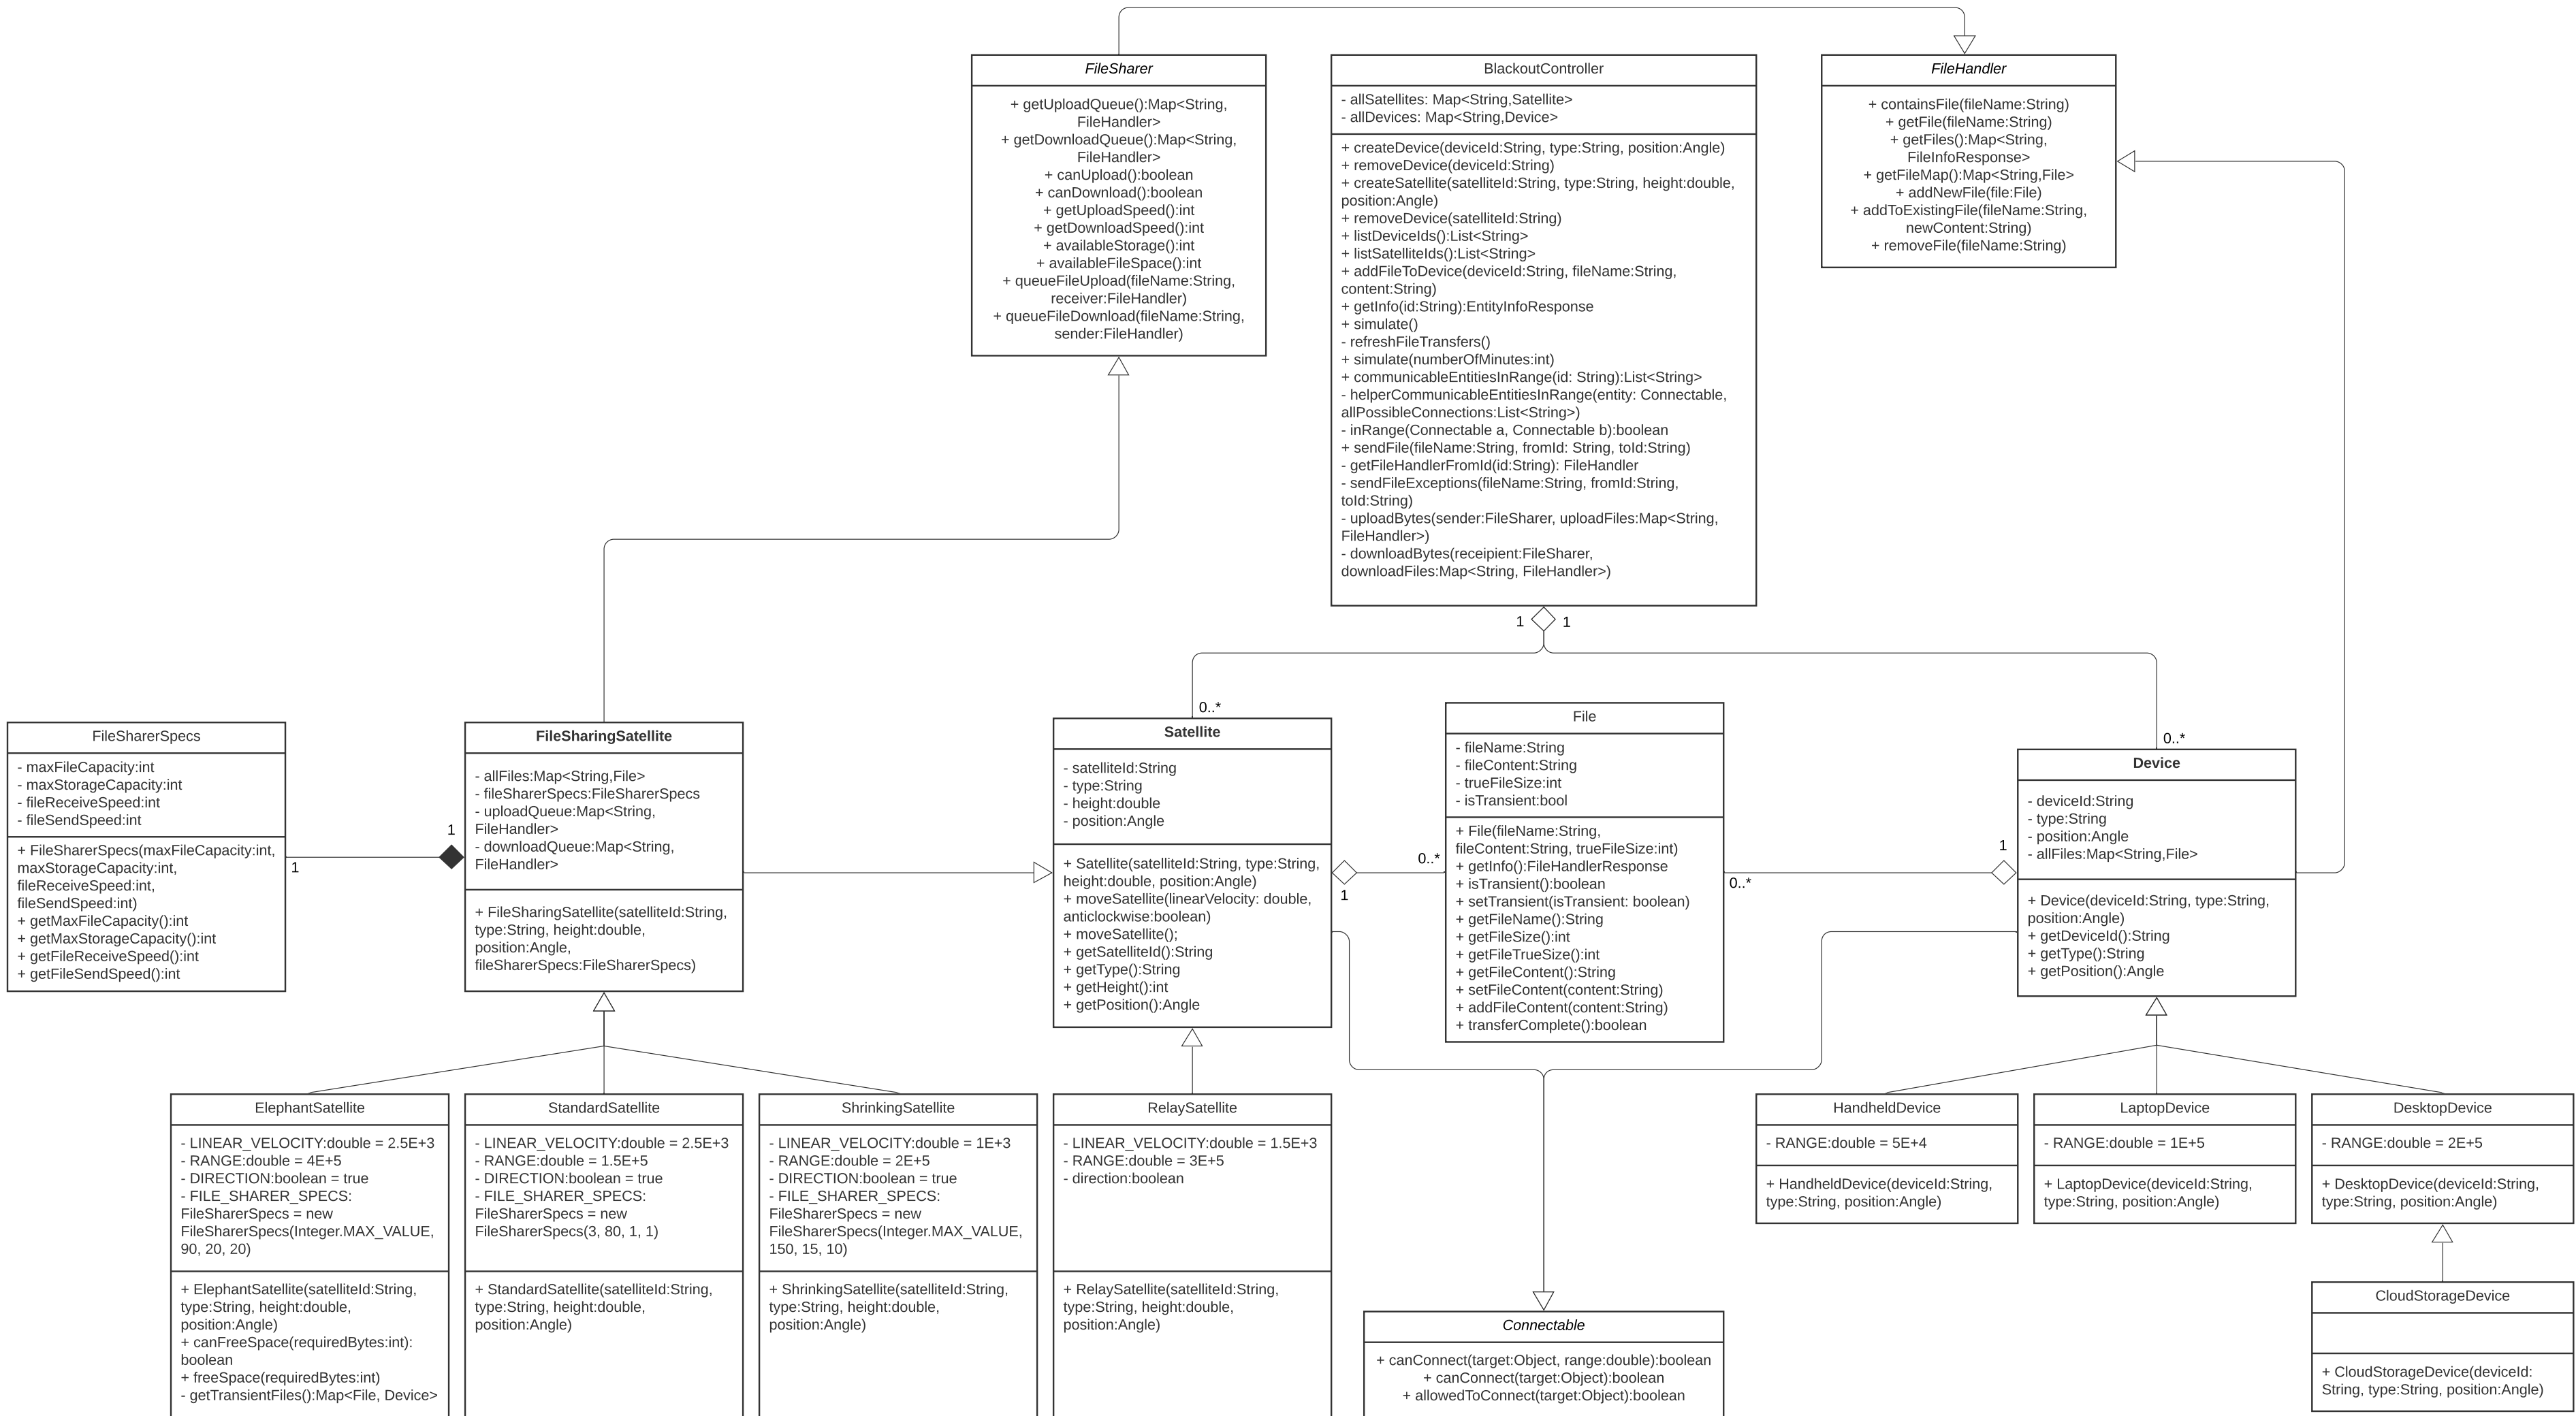 FileSharer
+ getUploadQueue():Map<String,
FileHandler>
+ getDownloadQueue():Map<String,
FileHandler>
+ canUpload():boolean
+ canDownload():boolean
+ getUploadSpeed():int
+ getDownloadSpeed():int
+ availableStorage():int
+ availableFileSpace():int
+ queueFileUpload(fileName:String,
receiver:FileHandler)
+ queueFileDownload(fileName:String,
sender:FileHandler)
BlackoutController
- allSatellites: Map<String,Satellite>
- allDevices: Map<String,Device>
+ createDevice(deviceId:String, type:String, position:Angle)
+ removeDevice(deviceId:String)
+ createSatellite(satelliteId:String, type:String, height:double,
position:Angle)
+ removeDevice(satelliteId:String)
+ listDeviceIds():List<String>
+ listSatelliteIds():List<String>
+ addFileToDevice(deviceId:String, fileName:String,
content:String)
+ getInfo(id:String):EntityInfoResponse
+ simulate()
- refreshFileTransfers()
+ simulate(numberOfMinutes:int)
+ communicableEntitiesInRange(id: String):List<String>
- helperCommunicableEntitiesInRange(entity: Connectable,
allPossibleConnections:List<String>)
- inRange(Connectable a, Connectable b):boolean
+ sendFile(fileName:String, fromId: String, toId:String)
- getFileHandlerFromId(id:String): FileHandler
- sendFileExceptions(fileName:String, fromId:String,
toId:String)
- uploadBytes(sender:FileSharer, uploadFiles:Map<String,
FileHandler>)
- downloadBytes(receipient:FileSharer,
downloadFiles:Map<String, FileHandler>)
FileHandler
+ containsFile(fileName:String)
+ getFile(fileName:String)
+ getFiles():Map<String,
FileInfoResponse>
+ getFileMap():Map<String,File>
+ addNewFile(file:File)
+ addToExistingFile(fileName:String,
newContent:String)
+ removeFile(fileName:String)
1
1
0..*
0..*
FileSharerSpecs
- maxFileCapacity:int
- maxStorageCapacity:int
- fileReceiveSpeed:int
- fileSendSpeed:int
+ FileSharerSpecs(maxFileCapacity:int,
maxStorageCapacity:int,
fileReceiveSpeed:int,
fileSendSpeed:int)
+ getMaxFileCapacity():int
+ getMaxStorageCapacity():int
+ getFileReceiveSpeed():int
+ getFileSendSpeed():int
1
1
FileSharingSatellite
- allFiles:Map<String,File>
- fileSharerSpecs:FileSharerSpecs
- uploadQueue:Map<String,
FileHandler>
- downloadQueue:Map<String,
FileHandler>
+ FileSharingSatellite(satelliteId:String,
type:String, height:double,
position:Angle,
fileSharerSpecs:FileSharerSpecs)
Satellite
- satelliteId:String
- type:String
- height:double
- position:Angle
+ Satellite(satelliteId:String, type:String,
height:double, position:Angle)
+ moveSatellite(linearVelocity: double,
anticlockwise:boolean)
+ moveSatellite();
+ getSatelliteId():String
+ getType():String
+ getHeight():int
+ getPosition():Angle
0..*
1
File
- fileName:String
- fileContent:String
- trueFileSize:int
- isTransient:bool
+ File(fileName:String,
fileContent:String, trueFileSize:int)
+ getInfo():FileHandlerResponse
+ isTransient():boolean
+ setTransient(isTransient: boolean)
+ getFileName():String
+ getFileSize():int
+ getFileTrueSize():int
+ getFileContent():String
+ setFileContent(content:String)
+ addFileContent(content:String)
+ transferComplete():boolean
1
0..*
Device
- deviceId:String
- type:String
- position:Angle
- allFiles:Map<String,File>
+ Device(deviceId:String, type:String,
position:Angle)
+ getDeviceId():String
+ getType():String
+ getPosition():Angle
ElephantSatellite
- LINEAR_VELOCITY:double = 2.5E+3
- RANGE:double = 4E+5
- DIRECTION:boolean = true
- FILE_SHARER_SPECS:
FileSharerSpecs = new
FileSharerSpecs(Integer.MAX_VALUE,
90, 20, 20)
+ ElephantSatellite(satelliteId:String,
type:String, height:double,
position:Angle)
+ canFreeSpace(requiredBytes:int):
boolean
+ freeSpace(requiredBytes:int)
- getTransientFiles():Map<File, Device>
StandardSatellite
- LINEAR_VELOCITY:double = 2.5E+3
- RANGE:double = 1.5E+5
- DIRECTION:boolean = true
- FILE_SHARER_SPECS:
FileSharerSpecs = new
FileSharerSpecs(3, 80, 1, 1)
+ StandardSatellite(satelliteId:String,
type:String, height:double,
position:Angle)
ShrinkingSatellite
- LINEAR_VELOCITY:double = 1E+3
- RANGE:double = 2E+5
- DIRECTION:boolean = true
- FILE_SHARER_SPECS:
FileSharerSpecs = new
FileSharerSpecs(Integer.MAX_VALUE,
150, 15, 10)
+ ShrinkingSatellite(satelliteId:String,
type:String, height:double,
position:Angle)
RelaySatellite
- LINEAR_VELOCITY:double = 1.5E+3
- RANGE:double = 3E+5
- direction:boolean
+ RelaySatellite(satelliteId:String,
type:String, height:double,
position:Angle)
Connectable
+ canConnect(target:Object, range:double):boolean
+ canConnect(target:Object):boolean
+ allowedToConnect(target:Object):boolean
HandheldDevice
- RANGE:double = 5E+4
+ HandheldDevice(deviceId:String,
type:String, position:Angle)
LaptopDevice
- RANGE:double = 1E+5
+ LaptopDevice(deviceId:String,
type:String, position:Angle)
DesktopDevice
- RANGE:double = 2E+5
+ DesktopDevice(deviceId:String,
type:String, position:Angle)
CloudStorageDevice
+ CloudStorageDevice(deviceId:
String, type:String, position:Angle)